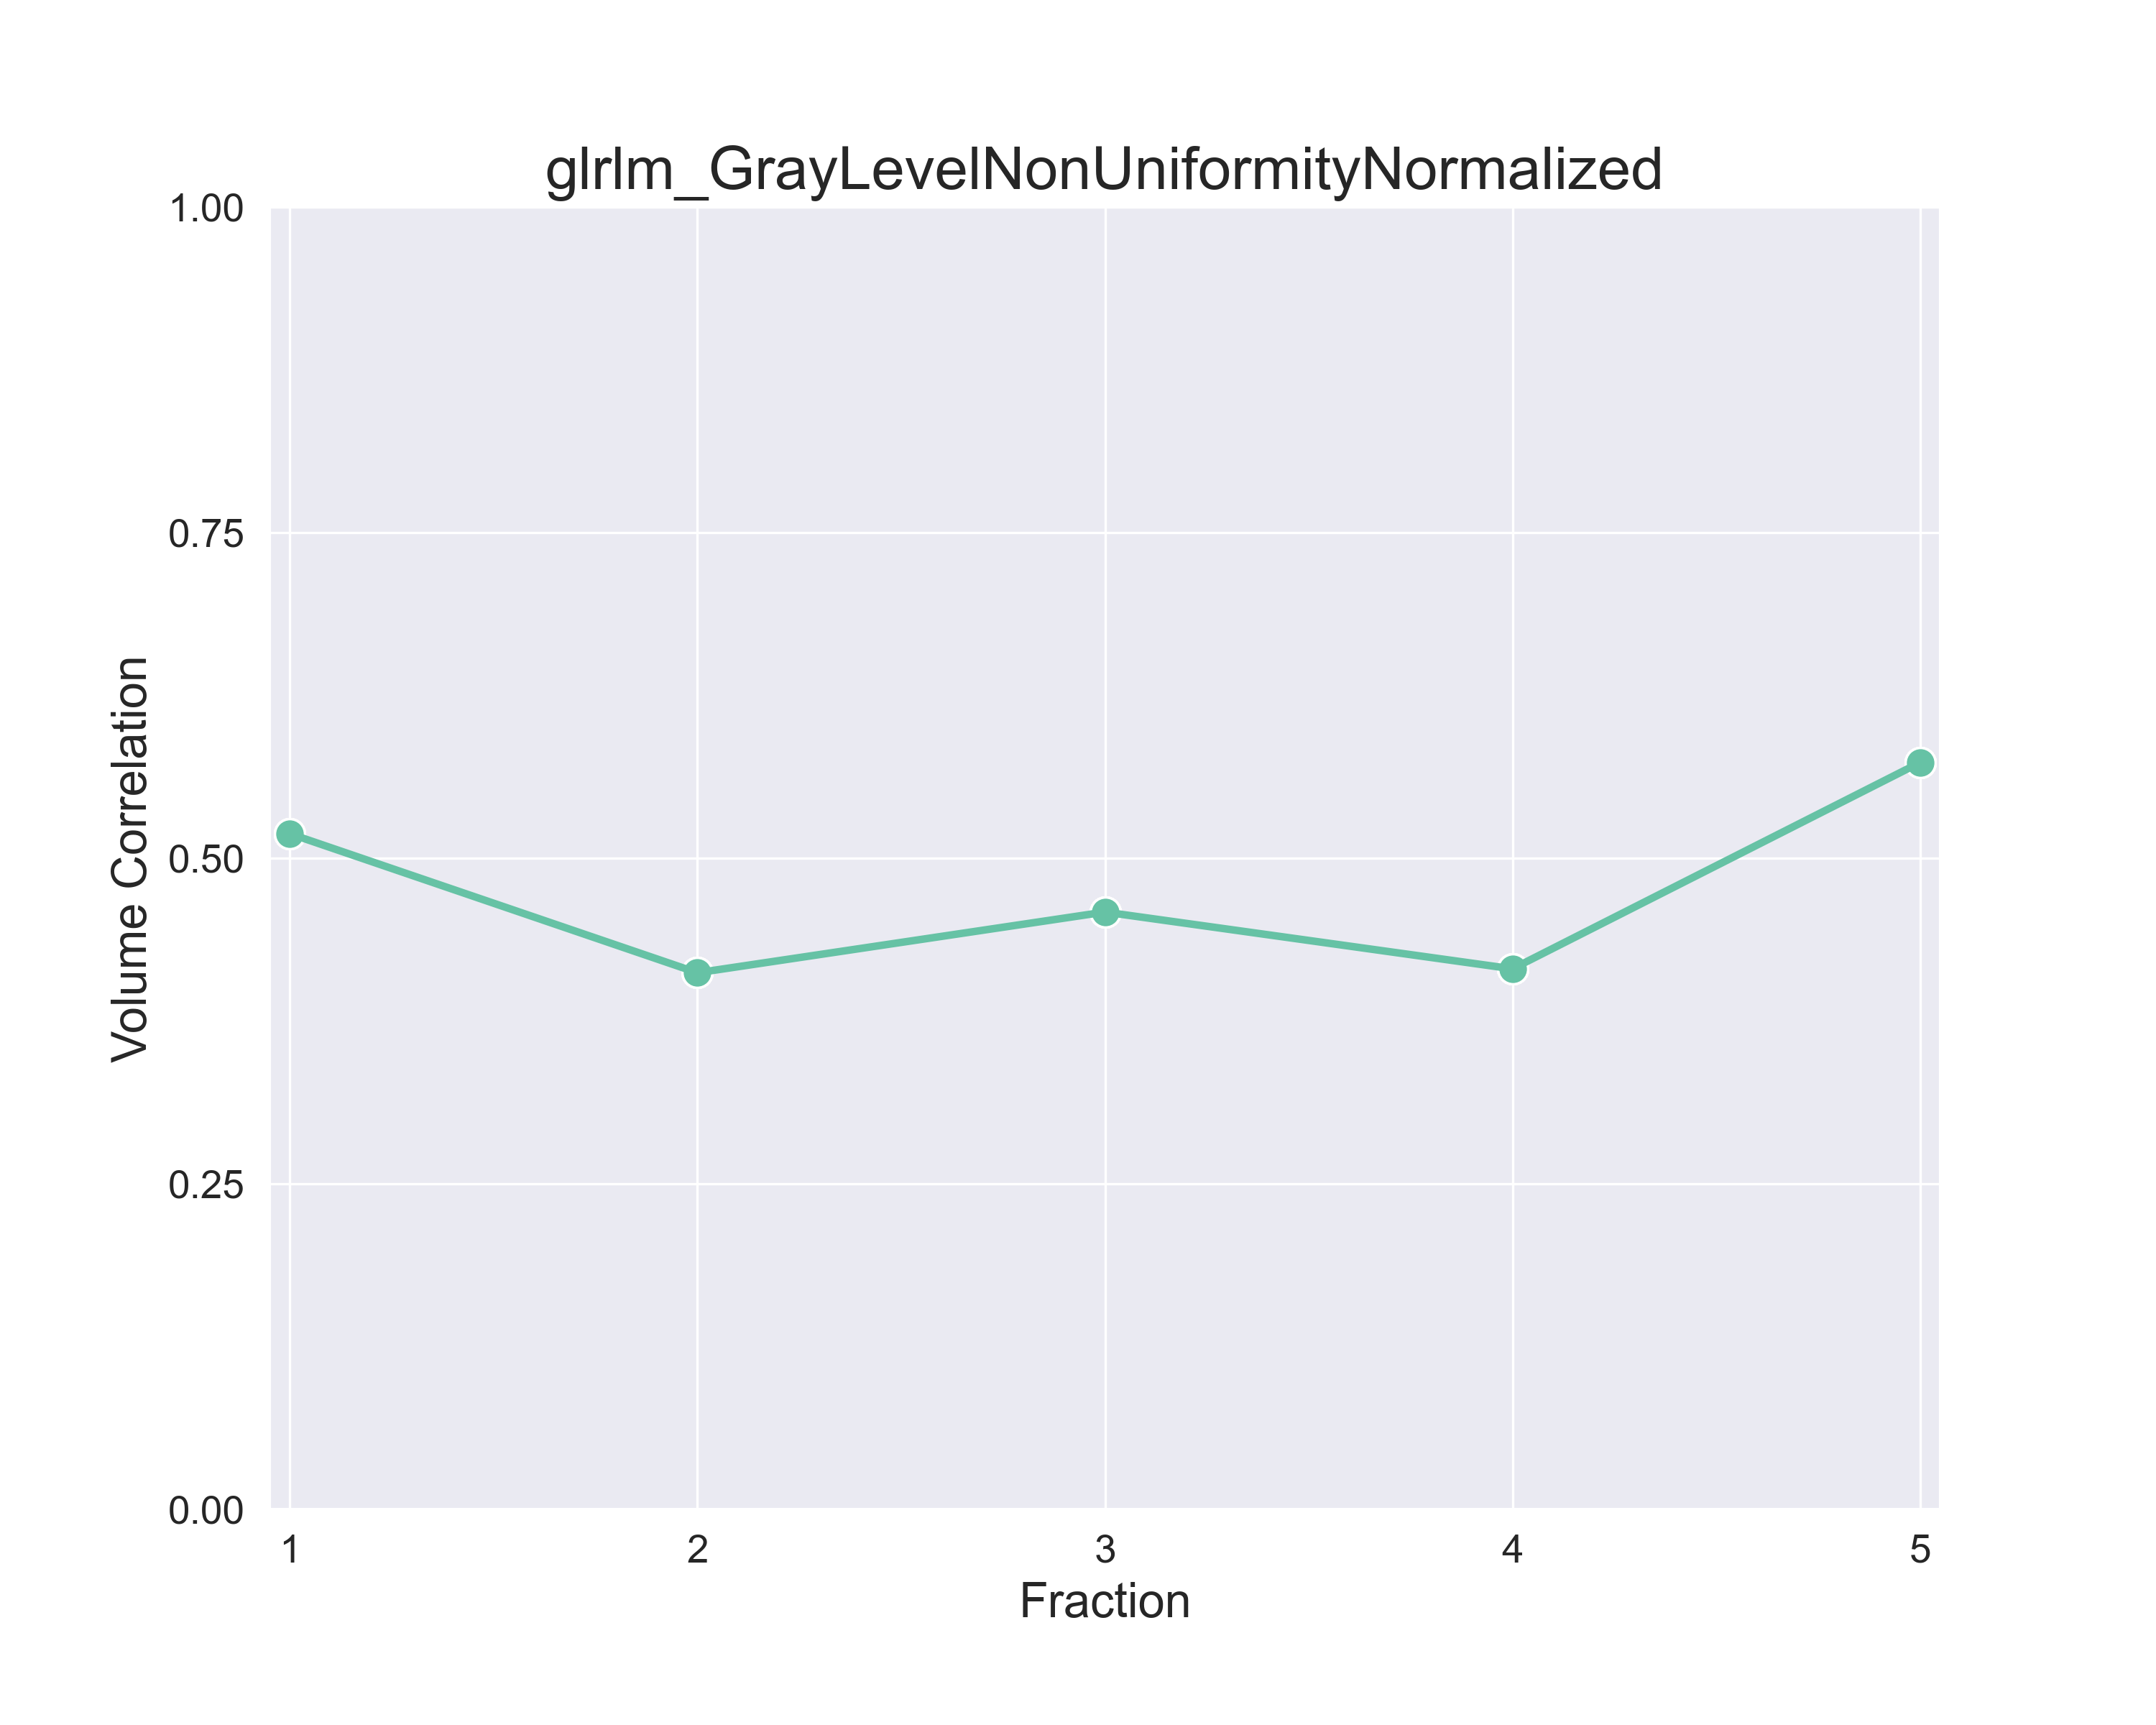 glrlm_GrayLevelNonUniformityNormalized
1.00
0.75
0.50
0.25
0.00
Volume Correlation
1 2 3 4 5
Fraction